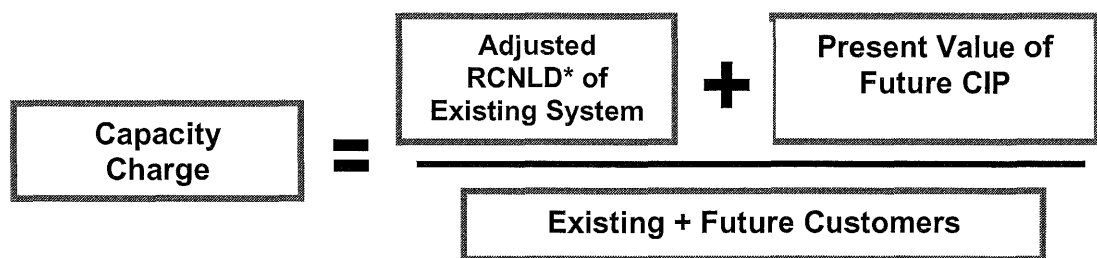 Capacity
Charge
=
Adjusted
RCNLD* of
Existing System
+
Present Value of
Future CIP
Existing + Future Customers